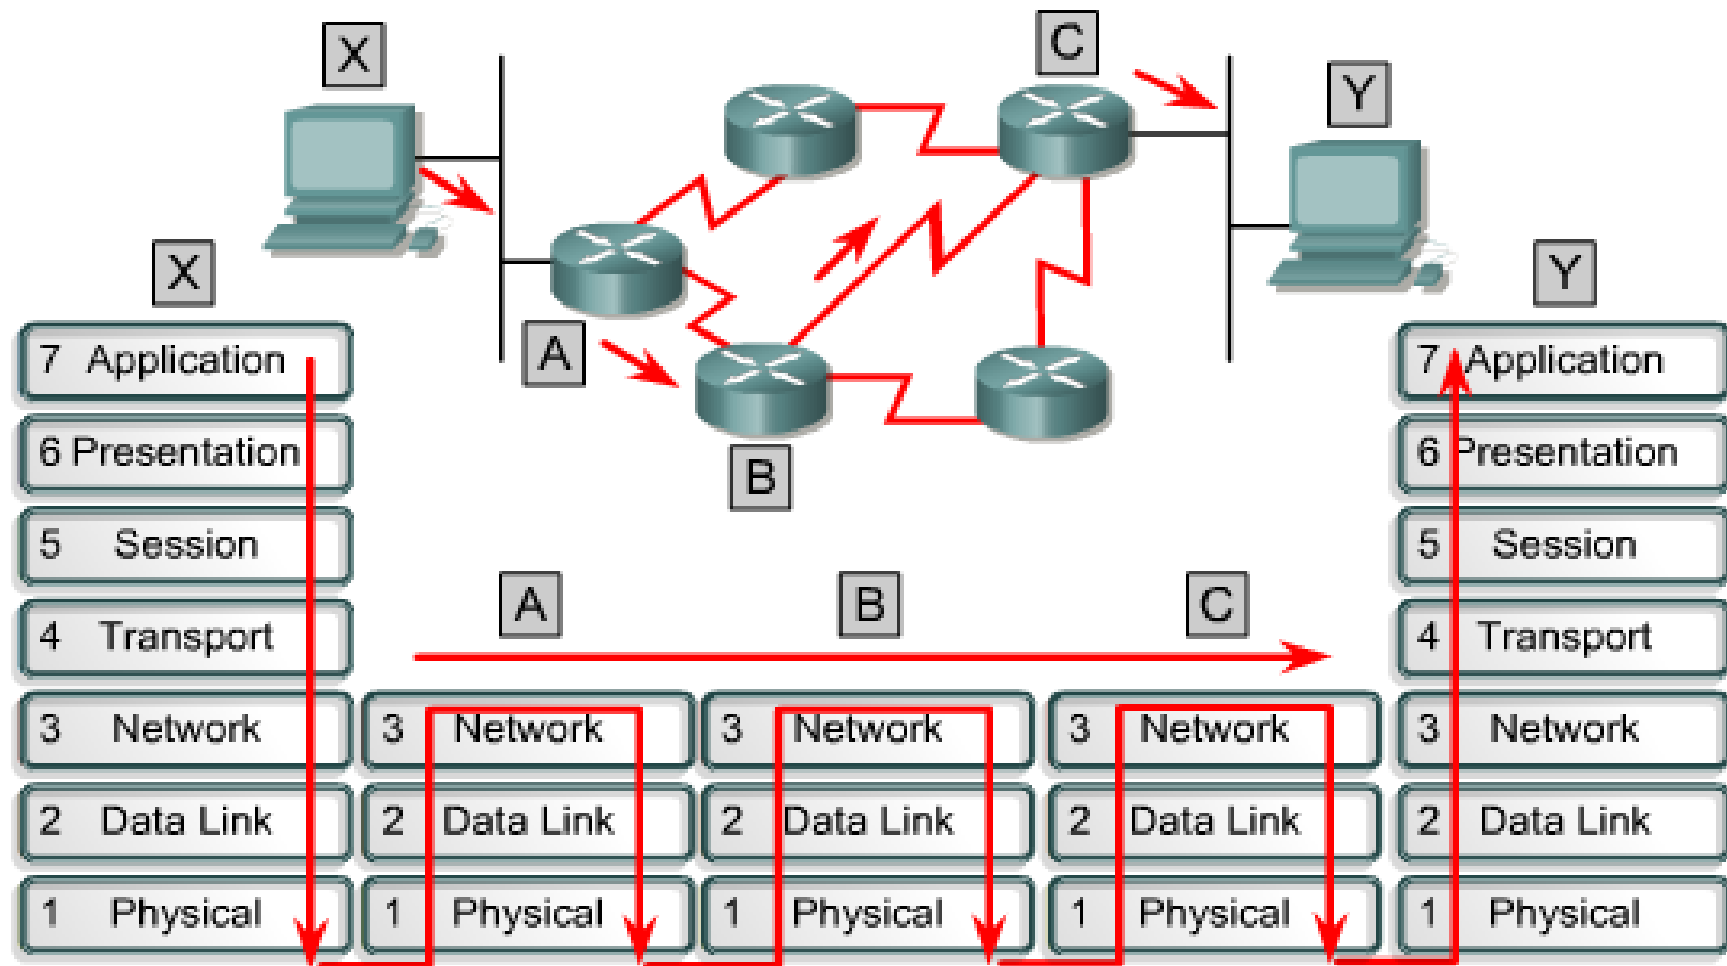 X
C
Y
X
A
B
Y
7 Application
6 Presentation
5 Session
4 Transport
3 Network
2 Data Link
1 Physical
A
3 Network
2 Data Link
1 Physical
B
3 Network
2 Data Link
1 Physical
C
3 Network
2 Data Link
1 Physical
7 Application
6 Presentation
5 Session
4 Transport
3 Network
2 Data Link
1 Physical